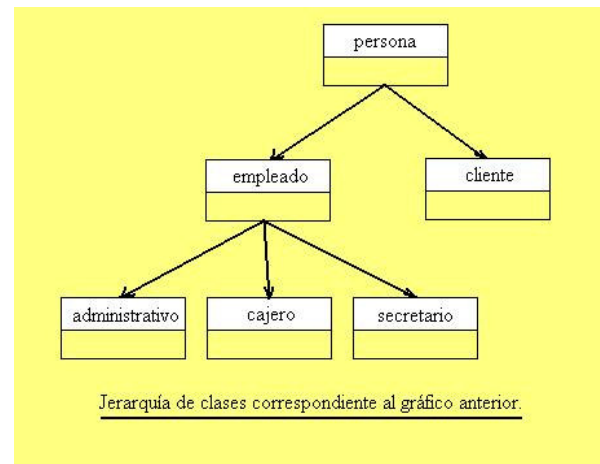 persona
empleado
cliente
administrativo
cajero
secretario
Jerarquía de clases correspondiente al gráfico anterior.